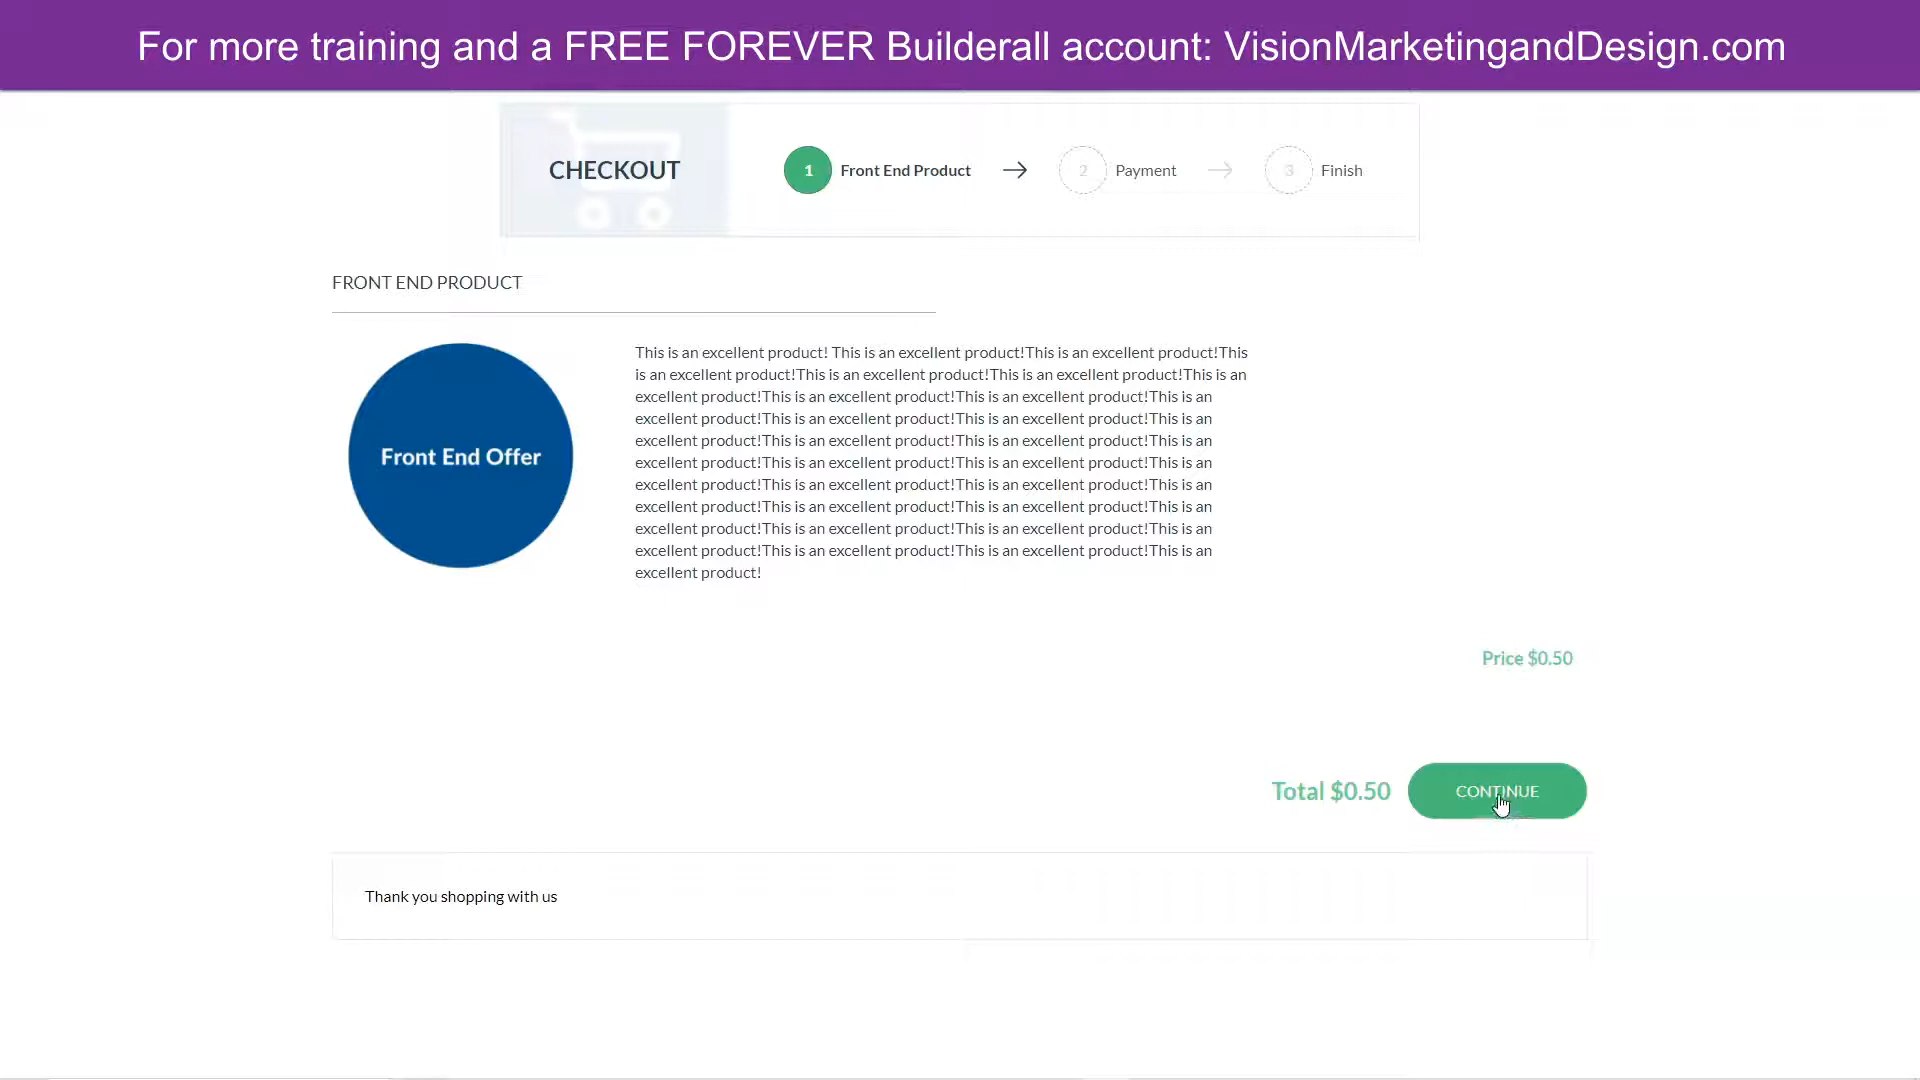 For more training and a FREE FOREVER Builderall account: VisionMarketingandDesign.com
CHECKOUT
1 Front End Product
2 Payment
3 Finish
FRONT END PRODUCT
Front End Offer
This is an excellent product! This is an excellent product!This is an excellent product!This
is an excellent product!This is an excellent product!This is an excellent product!This is an
excellent product!This is an excellent product!This is an excellent product!This is an
excellent product!This is an excellent product!This is an excellent product!This is an
excellent product!This is an excellent product!This is an excellent product!This is an
excellent product!This is an excellent product!This is an excellent product!This is an
excellent product!This is an excellent product!This is an excellent product!This is an
excellent product!This is an excellent product!This is an excellent product!This is an
excellent product!This is an excellent product!This is an excellent product!This is an
excellent product!This is an excellent product!This is an excellent product!This is an
excellent product!
Price $0.50
Total $0.50
CONTINUE
Thank you shopping with us